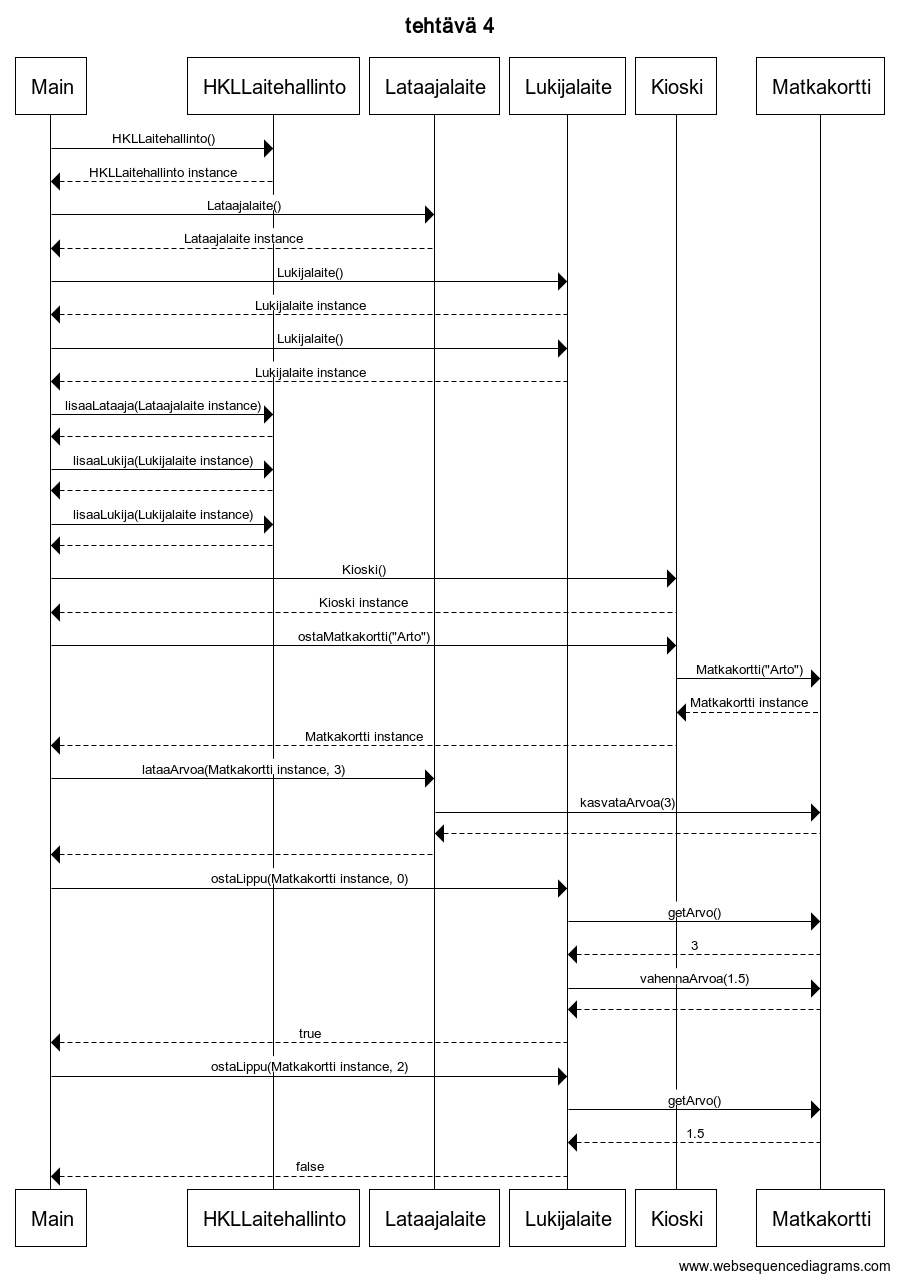 tehtävä 4
Main HKLLaitehallinto Lataajalaite Lukijalaite Kioski Matkakortti
HKLLaitehallinto()
HKLLaitehallinto instance
Lataajalaite()
Lataajalaite instance
Lukijalaite()
Lukijalaite instance
Lukijalaite()
Lukijalaite instance
lisaaLataaja(Lataajalaite instance)
lisaaLukija(Lukijalaite instance)
lisaaLukija(Lukijalaite instance)
Kioski()
Kioski instance
ostaMatkakortti("Arto")
Matkakortti("Arto")
Matkakortti instance
Matkakortti instance
lataaArvoa(Matkakortti instance, 3)
kasvataArvoa(3)
ostaLippu(Matkakortti instance, 0)
getArvo()
3
vahennaArvoa(1.5)
true
ostaLippu(Matkakortti instance, 2)
getArvo()
1.5
false
Main HKLLaitehallinto Lataajalaite Lukijalaite Kioski Matkakortti
www.websequencediagrams.com